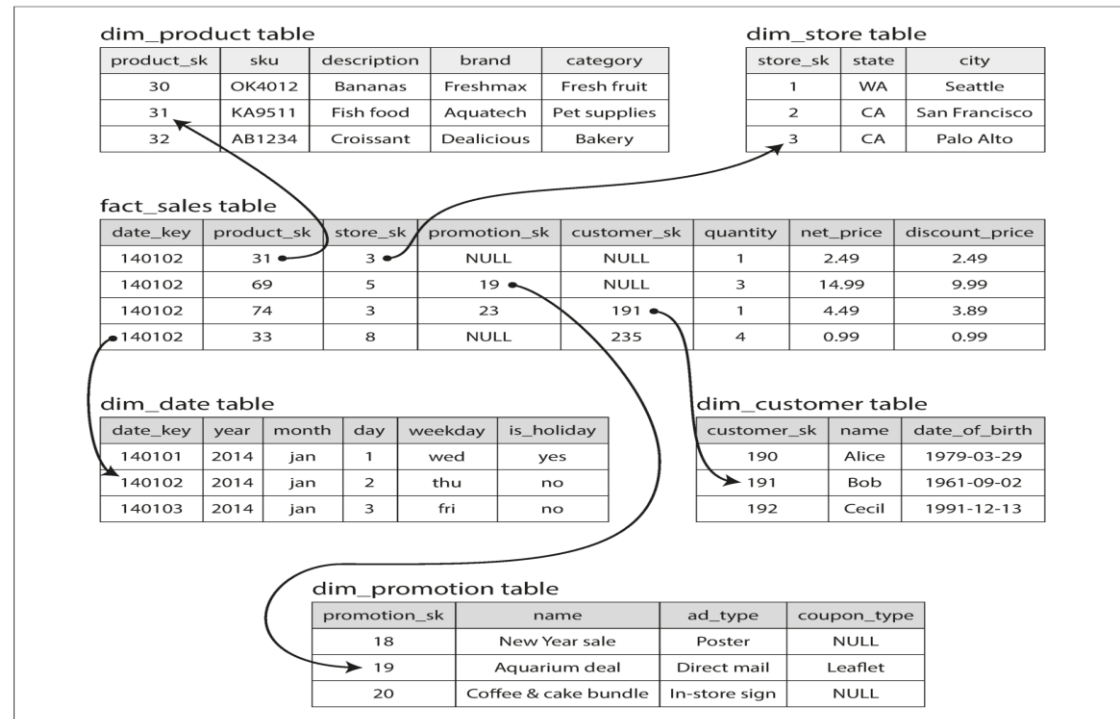 dim_product table
product_sk sku description brand category
30 OK4012 Bananas Freshmax Fresh fruit
31 KA9511 Fish food Aquatech Pet supplies
32 AB1234 Croissant Dealicious Bakery
dim_store table
store_sk state city
1 WA Seattle
2 CA San Francisco
3 CA Palo Alto
fact_sales table
date_key product_sk store_sk promotion_sk customer_sk quantity net_price discount_price
140102 31 3 NULL NULL 1 2.49 2.49
140102 69 5 19 NULL 3 14.99 9.99
140102 74 3 23 191 1 4.49 3.89
140102 33 8 NULL 235 4 0.99 0.99
dim_date table
date_key year month day weekday is_holiday
140101 2014 jan 1 wed yes
140102 2014 jan 2 thu no
140103 2014 jan 3 fri no
dim_customer table
customer_sk name date_of_birth
190 Alice 1979-03-29
191 Bob 1961-09-02
192 Cecil 1991-12-13
dim_promotion table
promotion_sk name ad_type coupon_type
18 New Year sale Poster NULL
19 Aquarium deal Direct mail Leaflet
20 Coffee & cake bundle In-store sign NULL